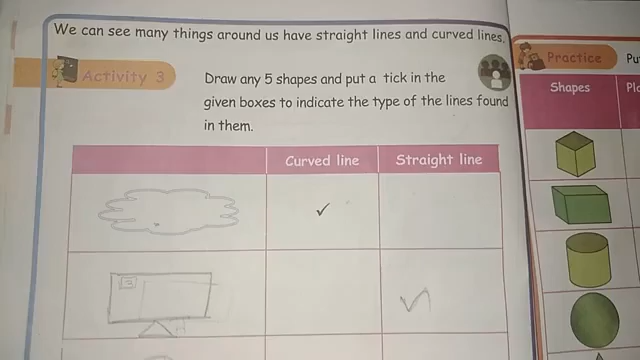 We can see many things around us have straight lines and curved lines.
Activity 3
Draw any 5 shapes and put a tick in the
given boxes to indicate the type of the lines found
in them.
Curved line Straight line
Practice
Pu
Shapes
Pla